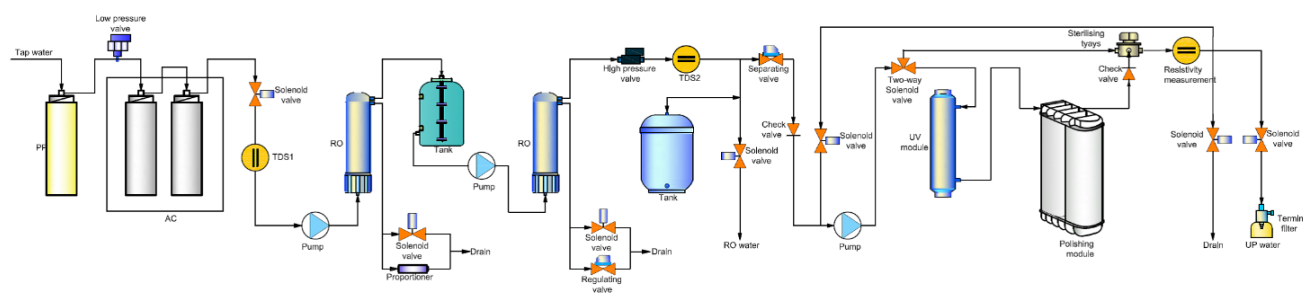 Low pressure
valve
Tap water
PP
AC
Solenoid
valve
TDS1
Pump
RO
Tank
Solenoid
valve
Proportioner
Drain
Pump
RO
High pressure
valve
TDS2
Separating
valve
Tank
Solenoid
valve
RO water
Solenoid
valve
Regulating
valve
Drain
Check
valve
Solenoid
valve
Pump
Two-way
Solenoid
valve
UV
module
Sterilising
tyays
Check
valve
Resistivity
measurement
Polishing
module
Solenoid
valve
Drain
Solenoid
valve
Termin
filter
UP water